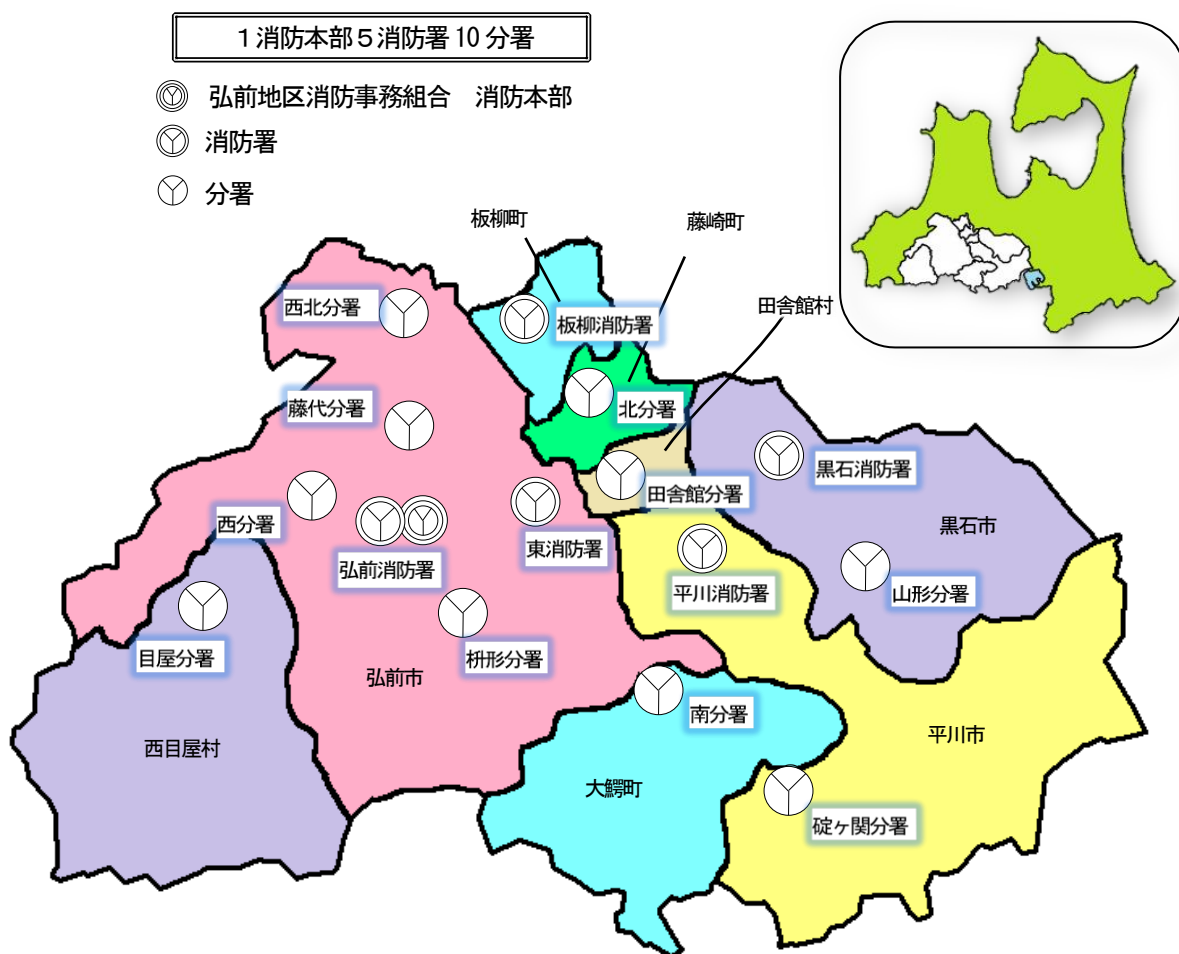 １消防本部５消防署 10 分署
弘前地区消防事務組合　消防本部
消防署
分署
板柳町
藤崎町
田舎館村
西北分署
板柳消防署
藤代分署
北分署
黒石消防署
田舎館分署
西分署
東消防署
黒石市
弘前消防署
平川消防署
山形分署
目屋分署
枡形分署
弘前市
南分署
西目屋村
平川市
大鰐町
碇ヶ関分署